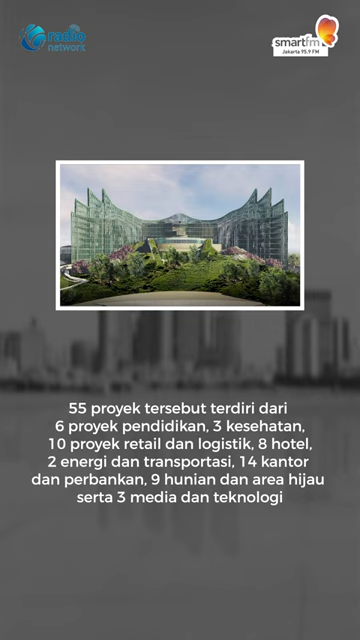 radio
network
smartfm
Jakarta 95.9 FM
55 proyek tersebut terdiri dari
6 proyek pendidikan, 3 kesehatan,
10 proyek retail dan logistik, 8 hotel,
2 energi dan transportasi, 14 kantor
dan perbankan, 9 hunian dan area hijau
serta 3 media dan teknologi